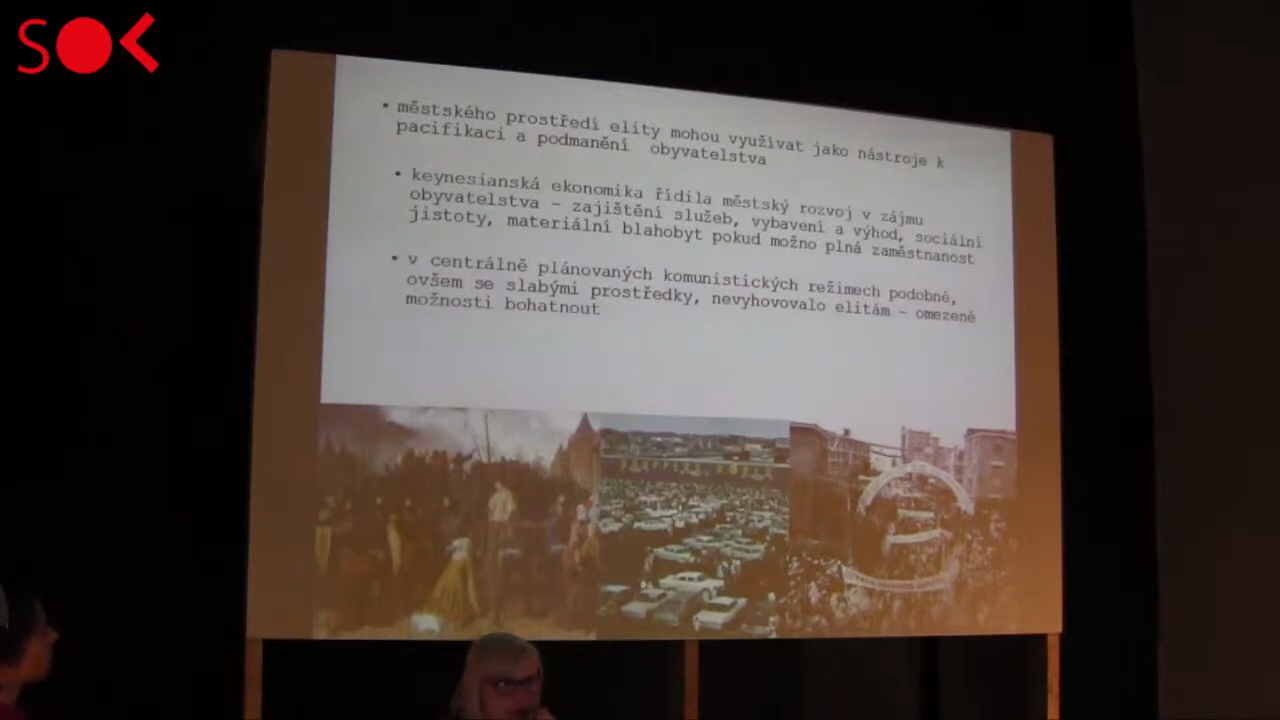 SOK
• městského prostředí elity mohou využívat jako nástroje k
pacifikaci a podmanění obyvatelstva
• keynesianská ekonomika řídila městský rozvoj v zájmu
obyvatelstva – zajištění služeb, vybavení a výhod, sociální
jistoty, materiální blahobyt pokud možno plná zaměstnanost
• v centrálně plánovaných komunistických režimech podobné,
ovšem se slabými prostředky, nevyhovovalo elitám – omezené
možnosti bohatnout